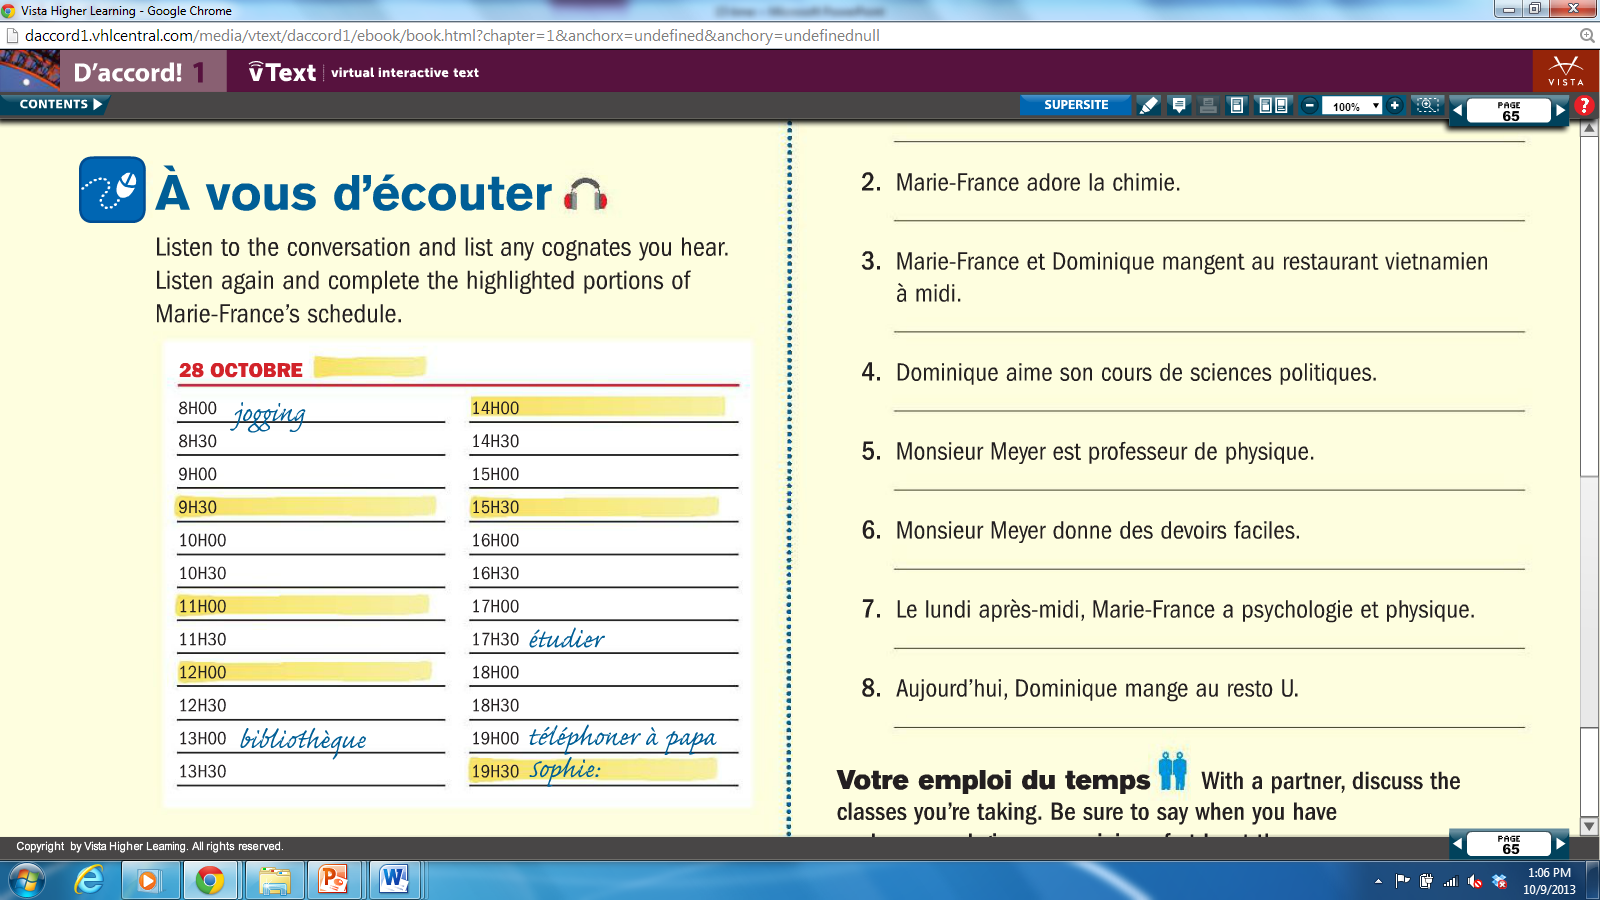 Vista Higher Learning - Google Chrome
daccord1.vhlcentral.com/media/vtext/daccord1/ebook/book.html?chapter=1&anchorx=undefined&anchory=undefinednull
D'accord! 1
vText virtual interactive text
VISTA
CONTENTS
SUPERSITE
100%
PAGE
65
?
À vous d'écouter
Listen to the conversation and list any cognates you hear.
Listen again and complete the highlighted portions of
Marie-France's schedule.
28 OCTOBRE
8H00 jogging
8H30
9H00
9H30
10H00
10H30
11H00
11H30
12H00
12H30
13H00 bibliothèque
13H30
14H00
14H30
15H00
15H30
16H00
16H30
17H00
17H30 étudier
18H00
18H30
19H00 téléphoner à papa
19H30 Sophie:
2. Marie-France adore la chimie.
3. Marie-France et Dominique mangent au restaurant vietnamien
à midi.
4. Dominique aime son cours de sciences politiques.
5. Monsieur Meyer est professeur de physique.
6. Monsieur Meyer donne des devoirs faciles.
7. Le lundi après-midi, Marie-France a psychologie et physique.
8. Aujourd'hui, Dominique mange au resto U.
Votre emploi du temps With a partner, discuss the
classes you're taking. Be sure to say when you have
Copyright by Vista Higher Learning. All rights reserved.
PAGE
65
1:06 PM
10/9/2013